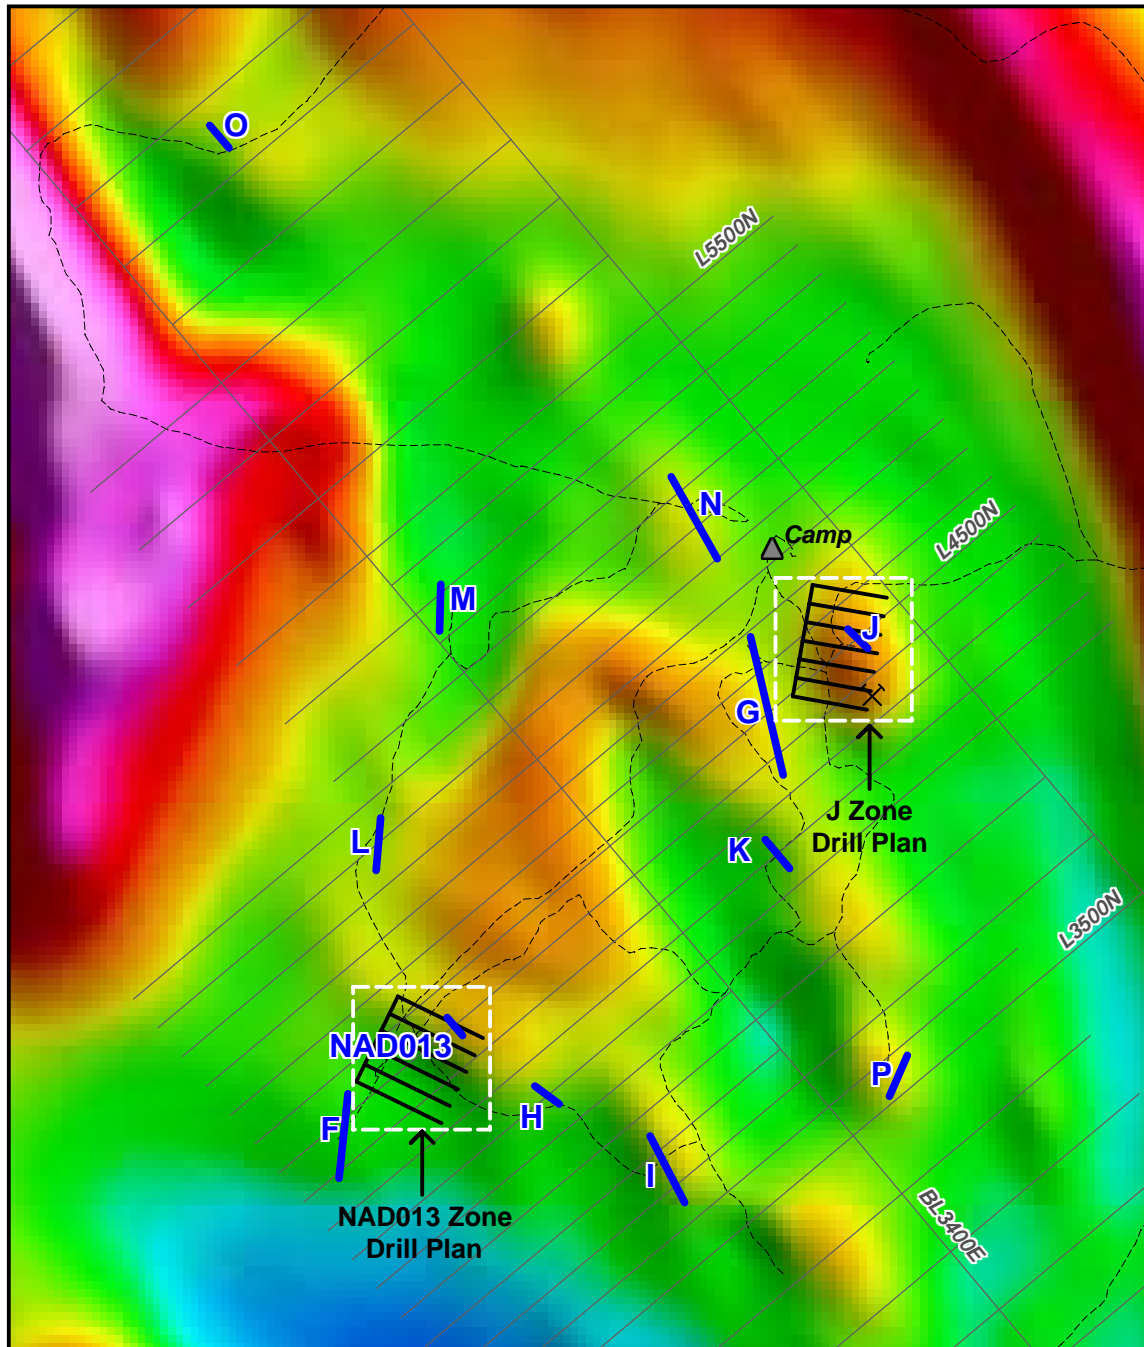 O
L5500N
N
Camp
L4500N
M
J
G
J Zone
Drill Plan
L
K
L3500N
NAD013
P
H
F
I
NAD013 Zone
Drill Plan
BL3400E